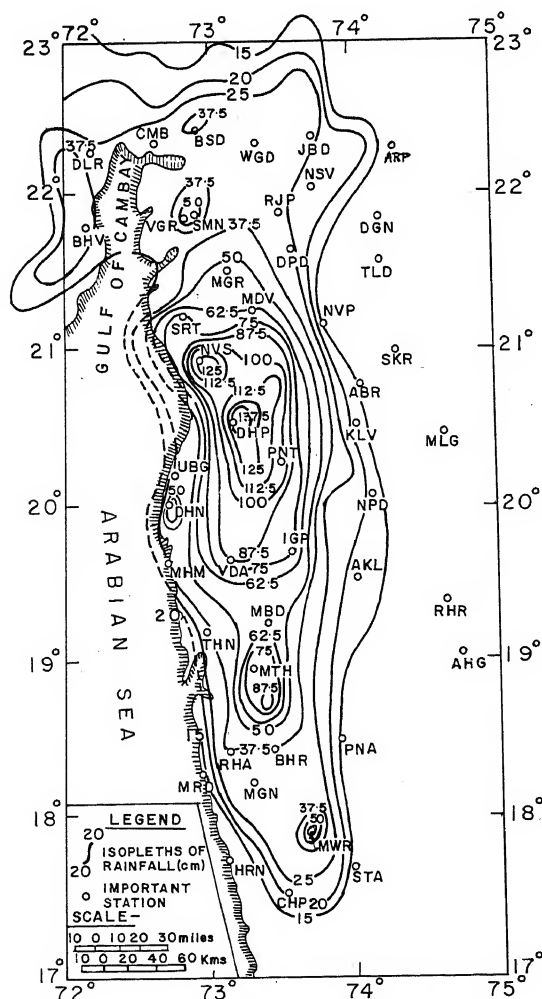 72° 73° 74° 75°
23° 23°
15
20
25
37.5
CMB BSD WGD JBD ARP
37.5
DLR
NSV
22° 22°
37.5
50
VGR SMN RJP
37.5
DGN
BHV
DPD
50
TLD
MGR
GULF OF CAMBAY
62.5 MDV
SRT 75 NVP
87.5
21° 21°
NVS 100 SKR
125
112.5
112.5 ABR
137.5
DHP KLV MLG
PNT
UBG 125
50 112.5 NPD
20° DHN 100 20°
87.5 IGP
MHM VDA 75 AKL
62.5 RHR
MBD
20
62.5
THN 75
19° MTH AHG 19°
87.5
ARABIAN SEA
50
15 37.5 PNA
RHA BHR
MRD MGN
37.5
18° 50 18°
MWR
HRN STA
25
CHP 20
15
LEGEND
20
ISOPLETHS OF
20 RAINFALL (cm)
IMPORTANT
STATION
SCALE-
10 0 10 20 30 miles
10 0 20 40 60 Kms
17° 17°
72° 73° 74° 75°